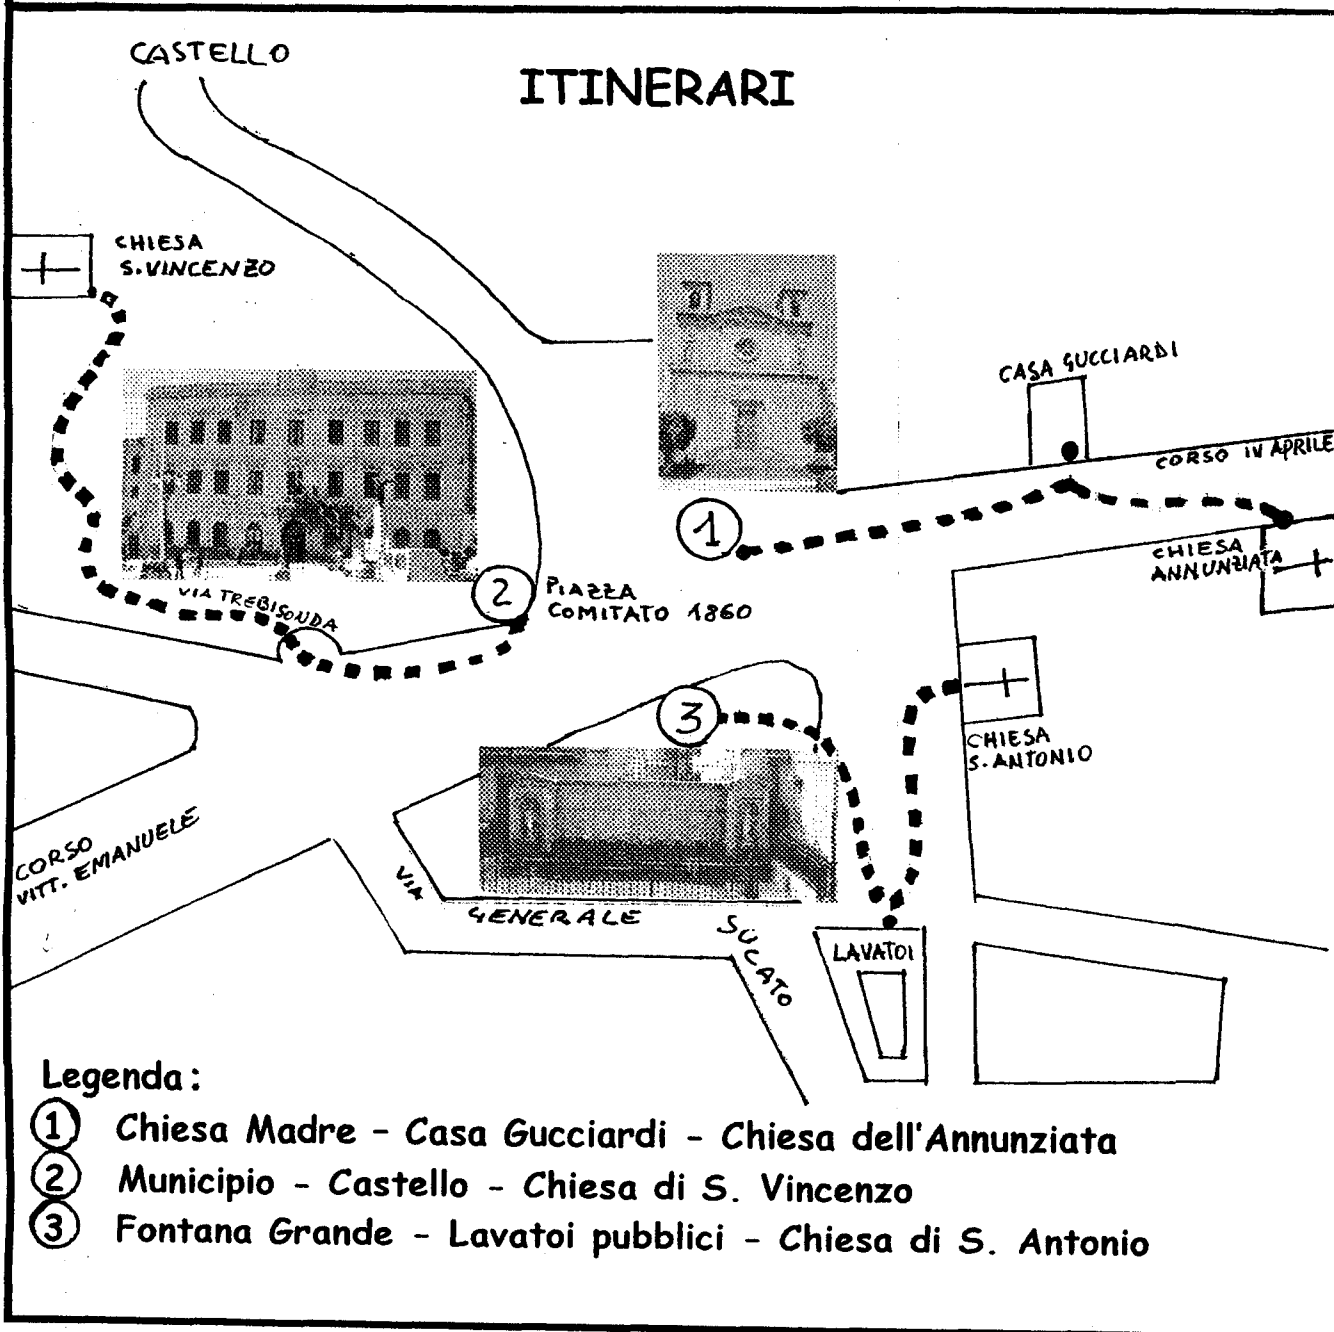 CASTELLO
ITINERARI
CHIESA
S. VINCENZO
CASA GUCCIARDI
CORSO IV APRILE
1
CHIESA
ANNUNZIATA
2
PIAZZA
COMITATO 1860
VIA TREBISONDA
3
CHIESA
S. ANTONIO
CORSO
VITT. EMANUELE
VIA
GENERALE
SUCATO
LAVATOI
Legenda:
1 Chiesa Madre - Casa Gucciardi - Chiesa dell'Annunziata
2 Municipio - Castello - Chiesa di S. Vincenzo
3 Fontana Grande - Lavatoi pubblici - Chiesa di S. Antonio